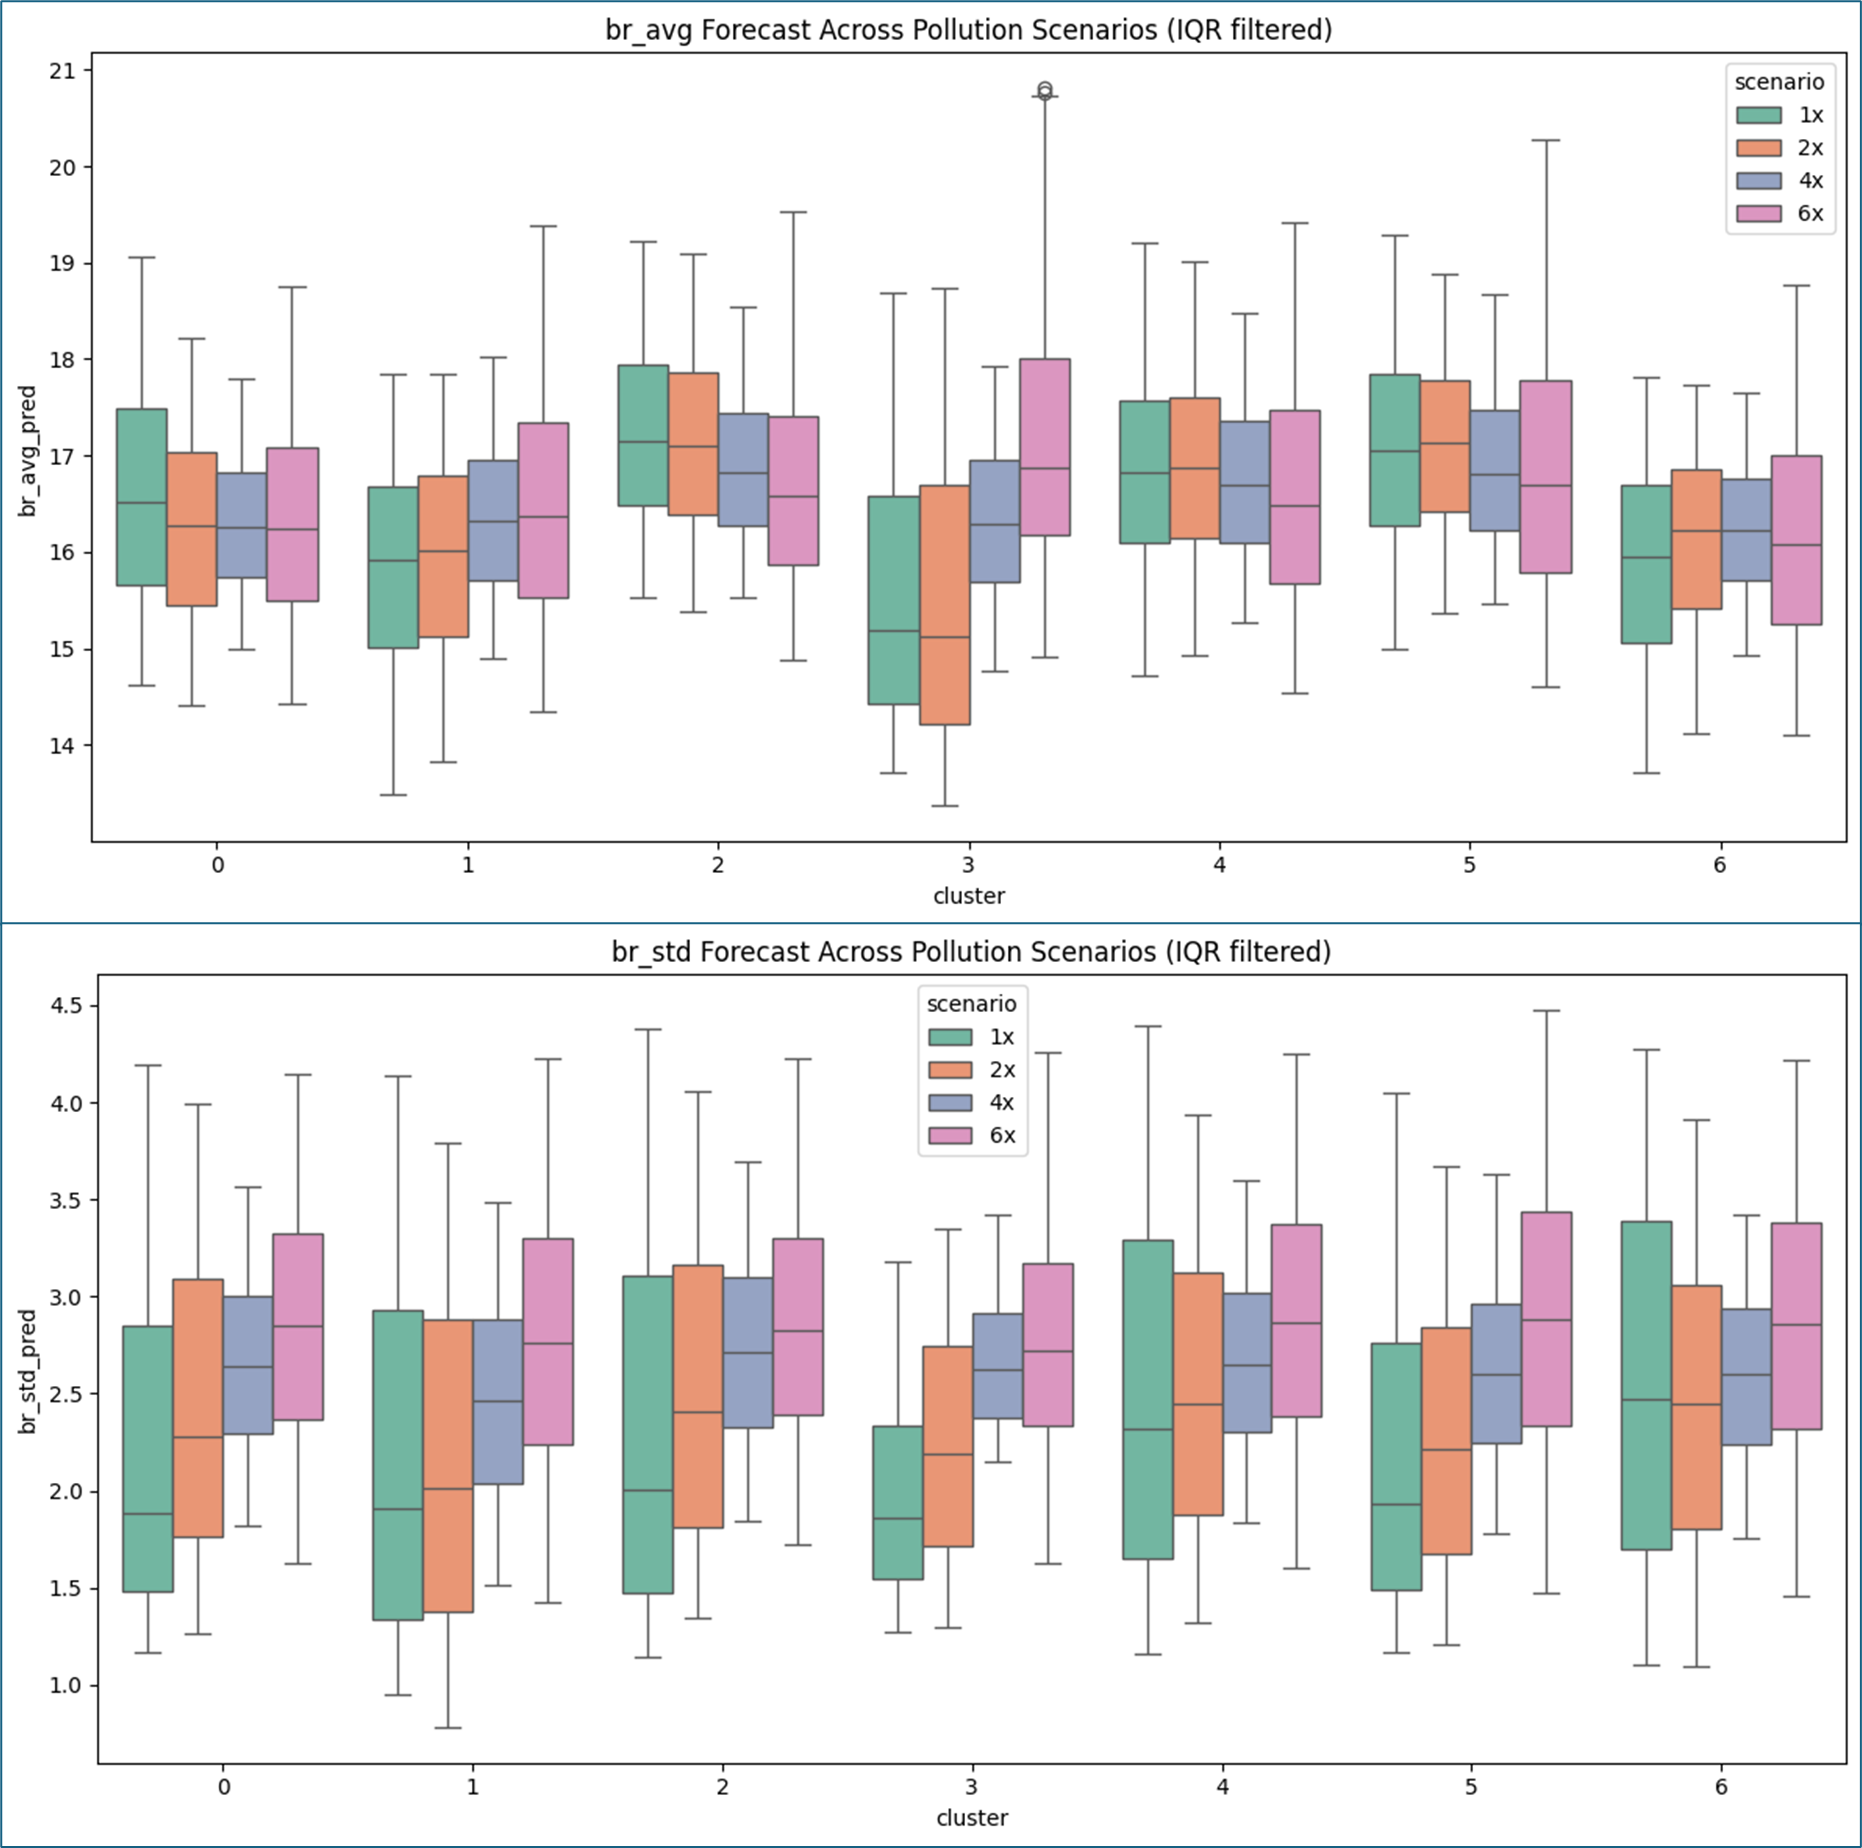 br_avg Forecast Across Pollution Scenarios (IQR filtered)
21
20
19
18
17
16
15
14
br_avg_pred
scenario
1x
2x
4x
6x
0 1 2 3 4 5 6
cluster
br_std Forecast Across Pollution Scenarios (IQR filtered)
4.5
4.0
3.5
3.0
2.5
2.0
1.5
1.0
br_std_pred
scenario
1x
2x
4x
6x
0 1 2 3 4 5 6
cluster